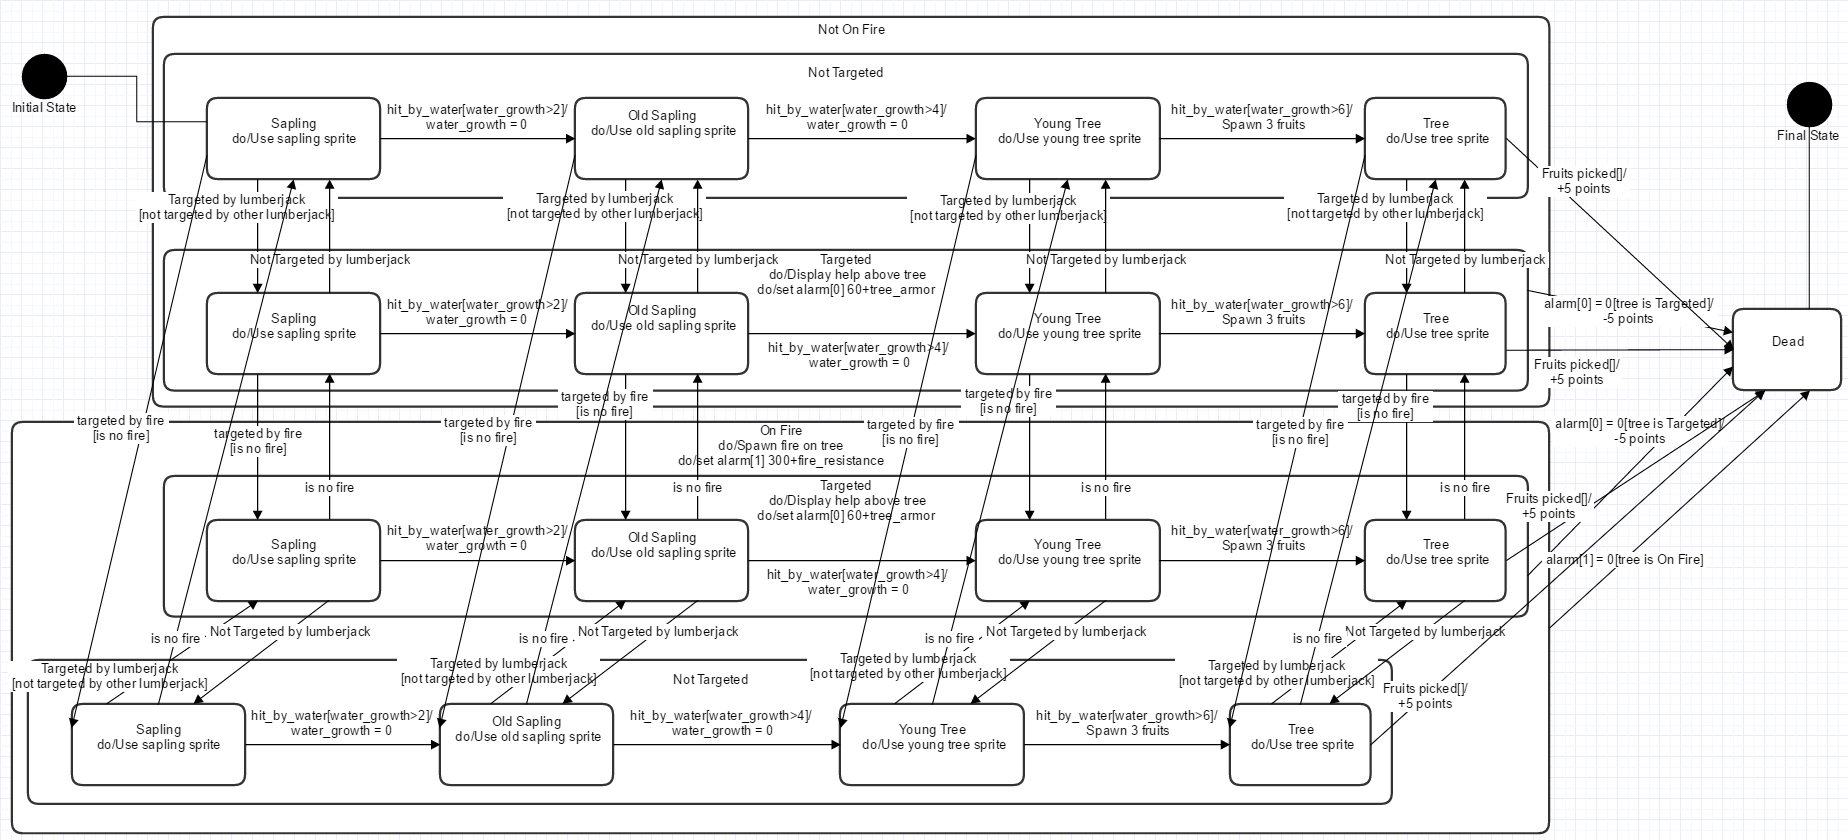 Not On Fire
Not Targeted
Initial State
Final State
Sapling
do/Use sapling sprite
hit_by_water[water_growth>2]/
water_growth = 0
Old Sapling
do/Use old sapling sprite
hit_by_water[water_growth>4]/
water_growth = 0
Young Tree
do/Use young tree sprite
hit_by_water[water_growth>6]/
Spawn 3 fruits
Tree
do/Use tree sprite
Fruits picked[]/
+5 points
Targeted by lumberjack
[not targeted by other lumberjack]
Targeted by lumberjack
[not targeted by other lumberjack]
Targeted by lumberjack
[not targeted by other lumberjack]
Targeted by lumberjack
[not targeted by other lumberjack]
Not Targeted by lumberjack
Not Targeted by lumberjack
Not Targeted by lumberjack
Not Targeted by lumberjack
Targeted
do/Display help above tree
do/set alarm[0] 60+tree_armor
Sapling
do/Use sapling sprite
hit_by_water[water_growth>2]/
water_growth = 0
Old Sapling
do/Use old sapling sprite
hit_by_water[water_growth>4]/
water_growth = 0
Young Tree
do/Use young tree sprite
hit_by_water[water_growth>6]/
Spawn 3 fruits
Tree
do/Use tree sprite
alarm[0] = 0[tree is Targeted]/
-5 points
Fruits picked[]/
+5 points
Dead
targeted by fire
[is no fire]
targeted by fire
[is no fire]
targeted by fire
[is no fire]
targeted by fire
[is no fire]
targeted by fire
[is no fire]
targeted by fire
[is no fire]
targeted by fire
[is no fire]
targeted by fire
[is no fire]
On Fire
do/Spawn fire on tree
do/set alarm[1] 300+fire_resistance
alarm[0] = 0[tree is Targeted]/
-5 points
Targeted
do/Display help above tree
do/set alarm[0] 60+tree_armor
is no fire
is no fire
is no fire
is no fire
Sapling
do/Use sapling sprite
hit_by_water[water_growth>2]/
water_growth = 0
Old Sapling
do/Use old sapling sprite
hit_by_water[water_growth>4]/
water_growth = 0
Young Tree
do/Use young tree sprite
hit_by_water[water_growth>6]/
Spawn 3 fruits
Tree
do/Use tree sprite
Fruits picked[]/
+5 points
alarm[1] = 0[tree is On Fire]
is no fire
Not Targeted by lumberjack
is no fire
Not Targeted by lumberjack
is no fire
Not Targeted by lumberjack
is no fire
Not Targeted by lumberjack
Targeted by lumberjack
[not targeted by other lumberjack]
Targeted by lumberjack
[not targeted by other lumberjack]
Not Targeted
Targeted by lumberjack
[not targeted by other lumberjack]
Targeted by lumberjack
[not targeted by other lumberjack]
Fruits picked[]/
+5 points
Sapling
do/Use sapling sprite
hit_by_water[water_growth>2]/
water_growth = 0
Old Sapling
do/Use old sapling sprite
hit_by_water[water_growth>4]/
water_growth = 0
Young Tree
do/Use young tree sprite
hit_by_water[water_growth>6]/
Spawn 3 fruits
Tree
do/Use tree sprite